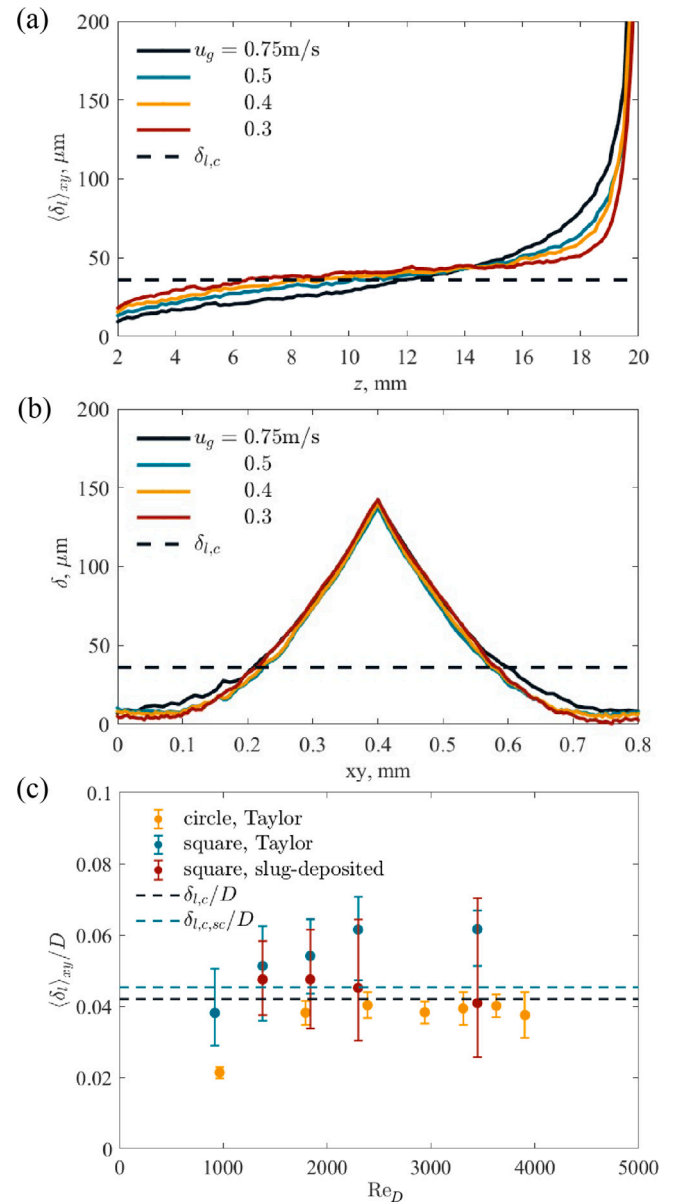 (a)
200
150
100
50
0
⟨δ_l⟩_xy, μm
u_g = 0.75m/s
0.5
0.4
0.3
δ_{l,c}
2 4 6 8 10 12 14 16 18 20
z, mm
(b)
200
150
100
50
0
δ, μm
u_g = 0.75m/s
0.5
0.4
0.3
δ_{l,c}
0 0.1 0.2 0.3 0.4 0.5 0.6 0.7 0.8
xy, mm
(c)
0.1
0.08
0.06
0.04
0.02
0
⟨δ_l⟩_xy/D
circle, Taylor
square, Taylor
square, slug-deposited
δ_{l,c}/D
δ_{l,c,sc}/D
0 1000 2000 3000 4000 5000
Re_D